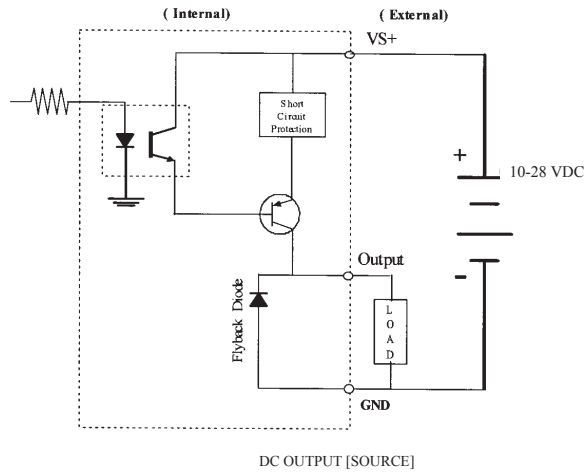 ( Internal)
( External)
VS+
Short
Circuit
Protection
+
10-28 VDC
Output
-
Flyback Diode
L
O
A
D
GND
DC OUTPUT [SOURCE]